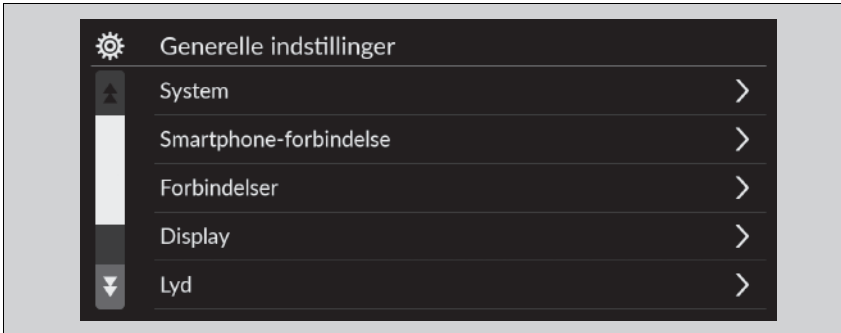 Generelle indstillinger
System
Smartphone-forbindelse
Forbindelser
Display
Lyd